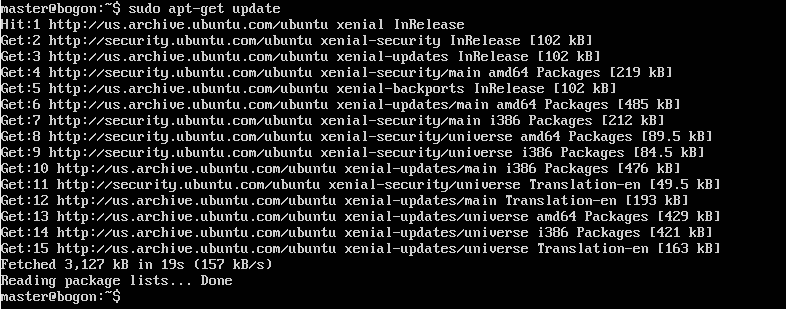 master@bogon:~$ sudo apt-get update
Hit:1 http://us.archive.ubuntu.com/ubuntu xenial InRelease
Get:2 http://security.ubuntu.com/ubuntu xenial-security InRelease [102 kB]
Get:3 http://us.archive.ubuntu.com/ubuntu xenial-updates InRelease [102 kB]
Get:4 http://security.ubuntu.com/ubuntu xenial-security/main amd64 Packages [219 kB]
Get:5 http://us.archive.ubuntu.com/ubuntu xenial-backports InRelease [102 kB]
Get:6 http://us.archive.ubuntu.com/ubuntu xenial-updates/main amd64 Packages [485 kB]
Get:7 http://security.ubuntu.com/ubuntu xenial-security/main i386 Packages [212 kB]
Get:8 http://security.ubuntu.com/ubuntu xenial-security/universe amd64 Packages [89.5 kB]
Get:9 http://security.ubuntu.com/ubuntu xenial-security/universe i386 Packages [84.5 kB]
Get:10 http://us.archive.ubuntu.com/ubuntu xenial-updates/main i386 Packages [476 kB]
Get:11 http://security.ubuntu.com/ubuntu xenial-security/universe Translation-en [49.5 kB]
Get:12 http://us.archive.ubuntu.com/ubuntu xenial-updates/main Translation-en [193 kB]
Get:13 http://us.archive.ubuntu.com/ubuntu xenial-updates/universe amd64 Packages [429 kB]
Get:14 http://us.archive.ubuntu.com/ubuntu xenial-updates/universe i386 Packages [421 kB]
Get:15 http://us.archive.ubuntu.com/ubuntu xenial-updates/universe Translation-en [163 kB]
Fetched 3,127 kB in 19s (157 kB/s)
Reading package lists... Done
master@bogon:~$